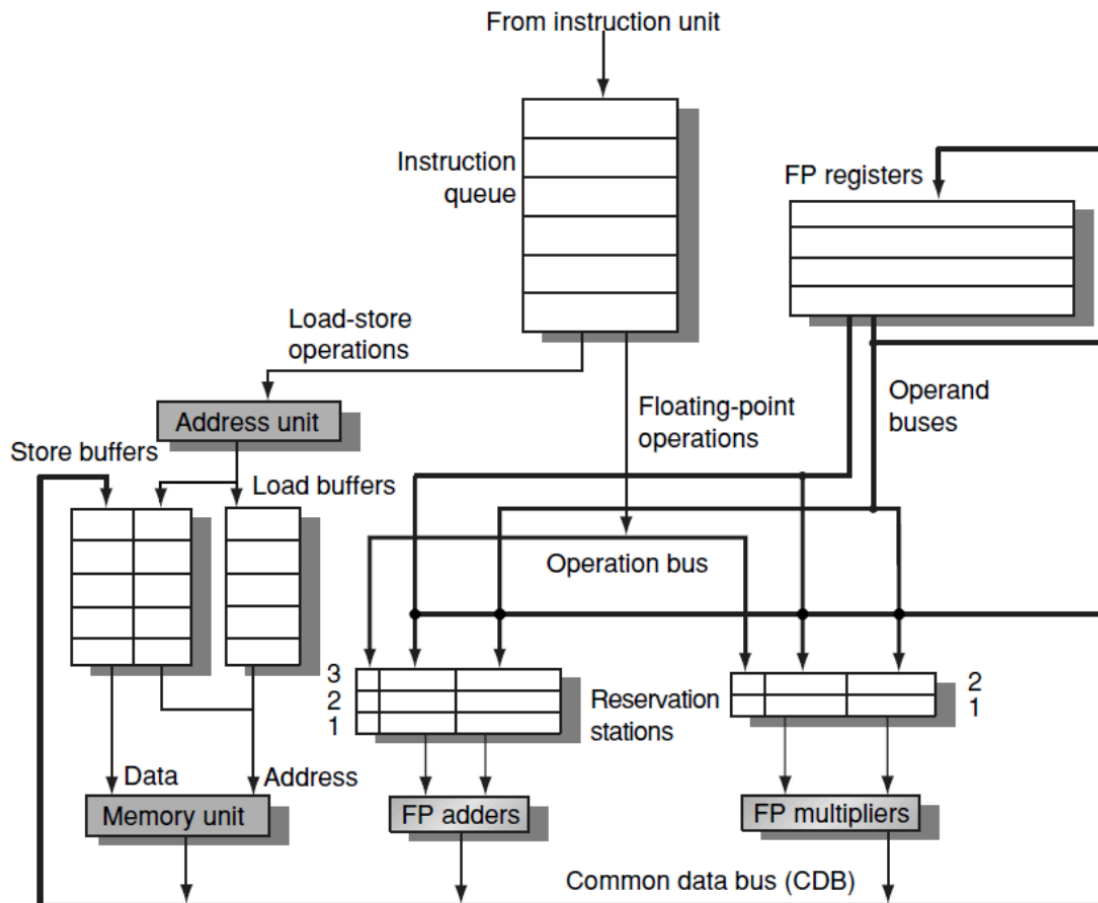 From instruction unit
Instruction
queue
FP registers
Load-store
operations
Address unit
Floating-point
operations
Operand
buses
Store buffers
Load buffers
Operation bus
3
2
1
Reservation
stations
2
1
Data
Address
Memory unit
FP adders
FP multipliers
Common data bus (CDB)